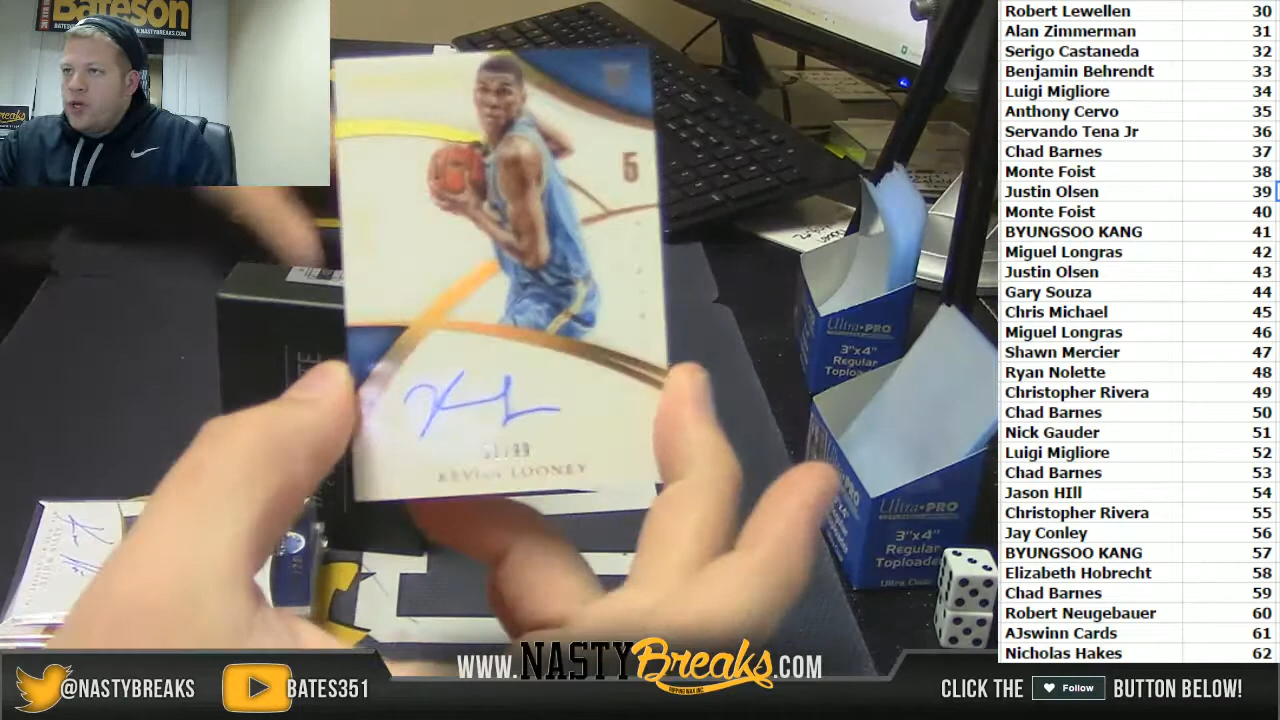 Bateson
5
KEVON LOONEY
Ultra·PRO
3"x4"
Regular
Toploader
Ultra·PRO
3"x4"
Regular
Toploader
Robert Lewellen 30
Alan Zimmerman 31
Serigo Castaneda 32
Benjamin Behrendt 33
Luigi Migliore 34
Anthony Cervo 35
Servando Tena Jr 36
Chad Barnes 37
Monte Foist 38
Justin Olsen 39
Monte Foist 40
BYUNGSOO KANG 41
Miguel Longras 42
Justin Olsen 43
Gary Souza 44
Chris Michael 45
Miguel Longras 46
Shawn Mercier 47
Ryan Nolette 48
Christopher Rivera 49
Chad Barnes 50
Nick Gauder 51
Luigi Migliore 52
Chad Barnes 53
Jason HIll 54
Christopher Rivera 55
Jay Conley 56
BYUNGSOO KANG 57
Elizabeth Hobrecht 58
Chad Barnes 59
Robert Neugebauer 60
AJswinn Cards 61
Nicholas Hakes 62
@NASTYBREAKS
BATES351
WWW.NASTYBreaks.COM
CLICK THE Follow BUTTON BELOW!